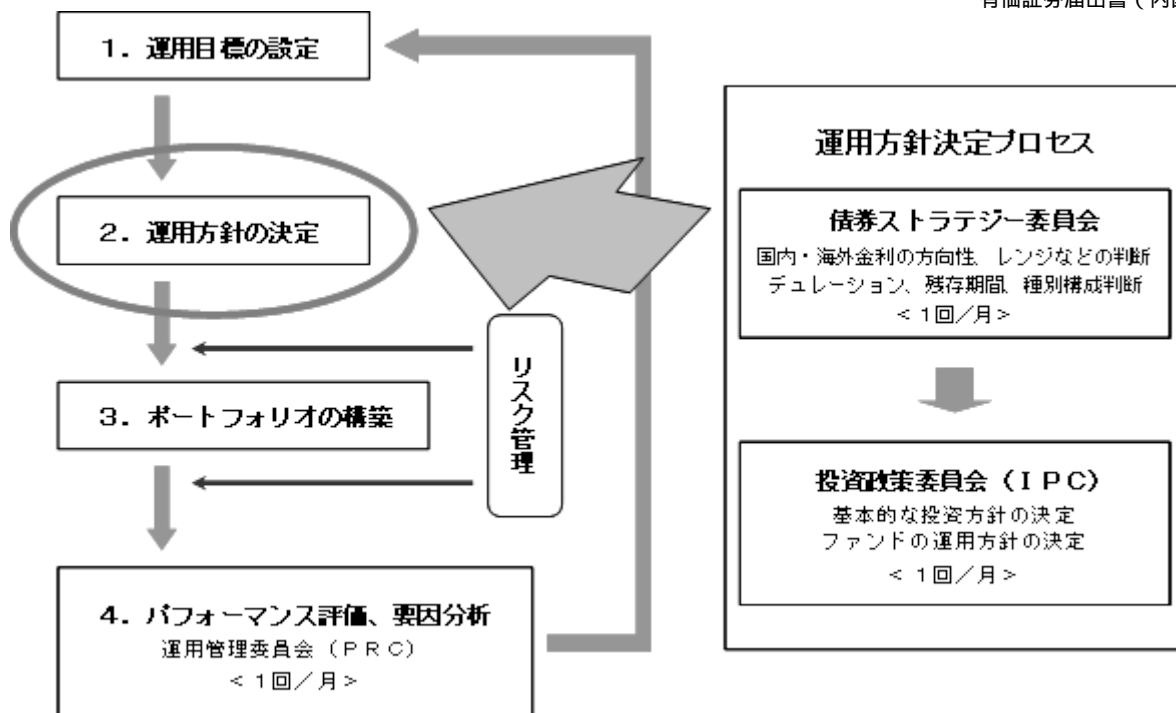 有価証券届出書（内
１．運用目標の設定
２．運用方針の決定
３．ポートフォリオの構築
４．パフォーマンス評価、要因分析
運用管理委員会（ＰＲＣ）
＜１回／月＞
リスク管理
運用方針決定プロセス
債券ストラテジー委員会
国内・海外金利の方向性、レンジなどの判断
デュレーション、残存期間、種別構成判断
＜１回／月＞
投資政策委員会（ＩＰＣ）
基本的な投資方針の決定
ファンドの運用方針の決定
＜１回／月＞